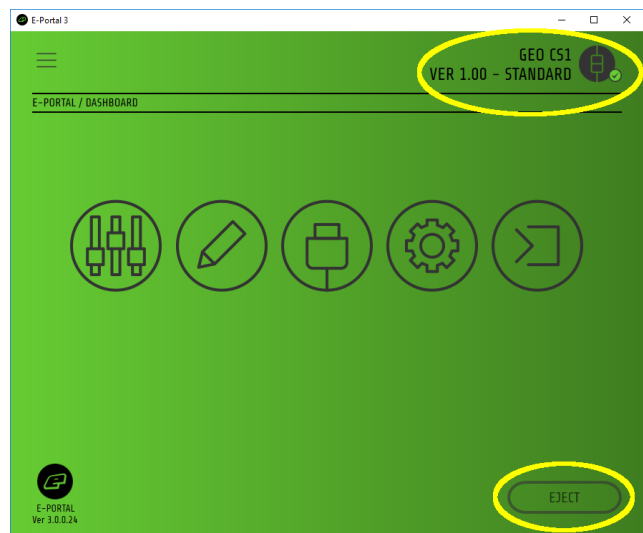 E-Portal 3
GEO CS1
VER 1.00 - STANDARD
E-PORTAL / DASHBOARD
E-PORTAL
Ver 3.0.0.24
EJECT